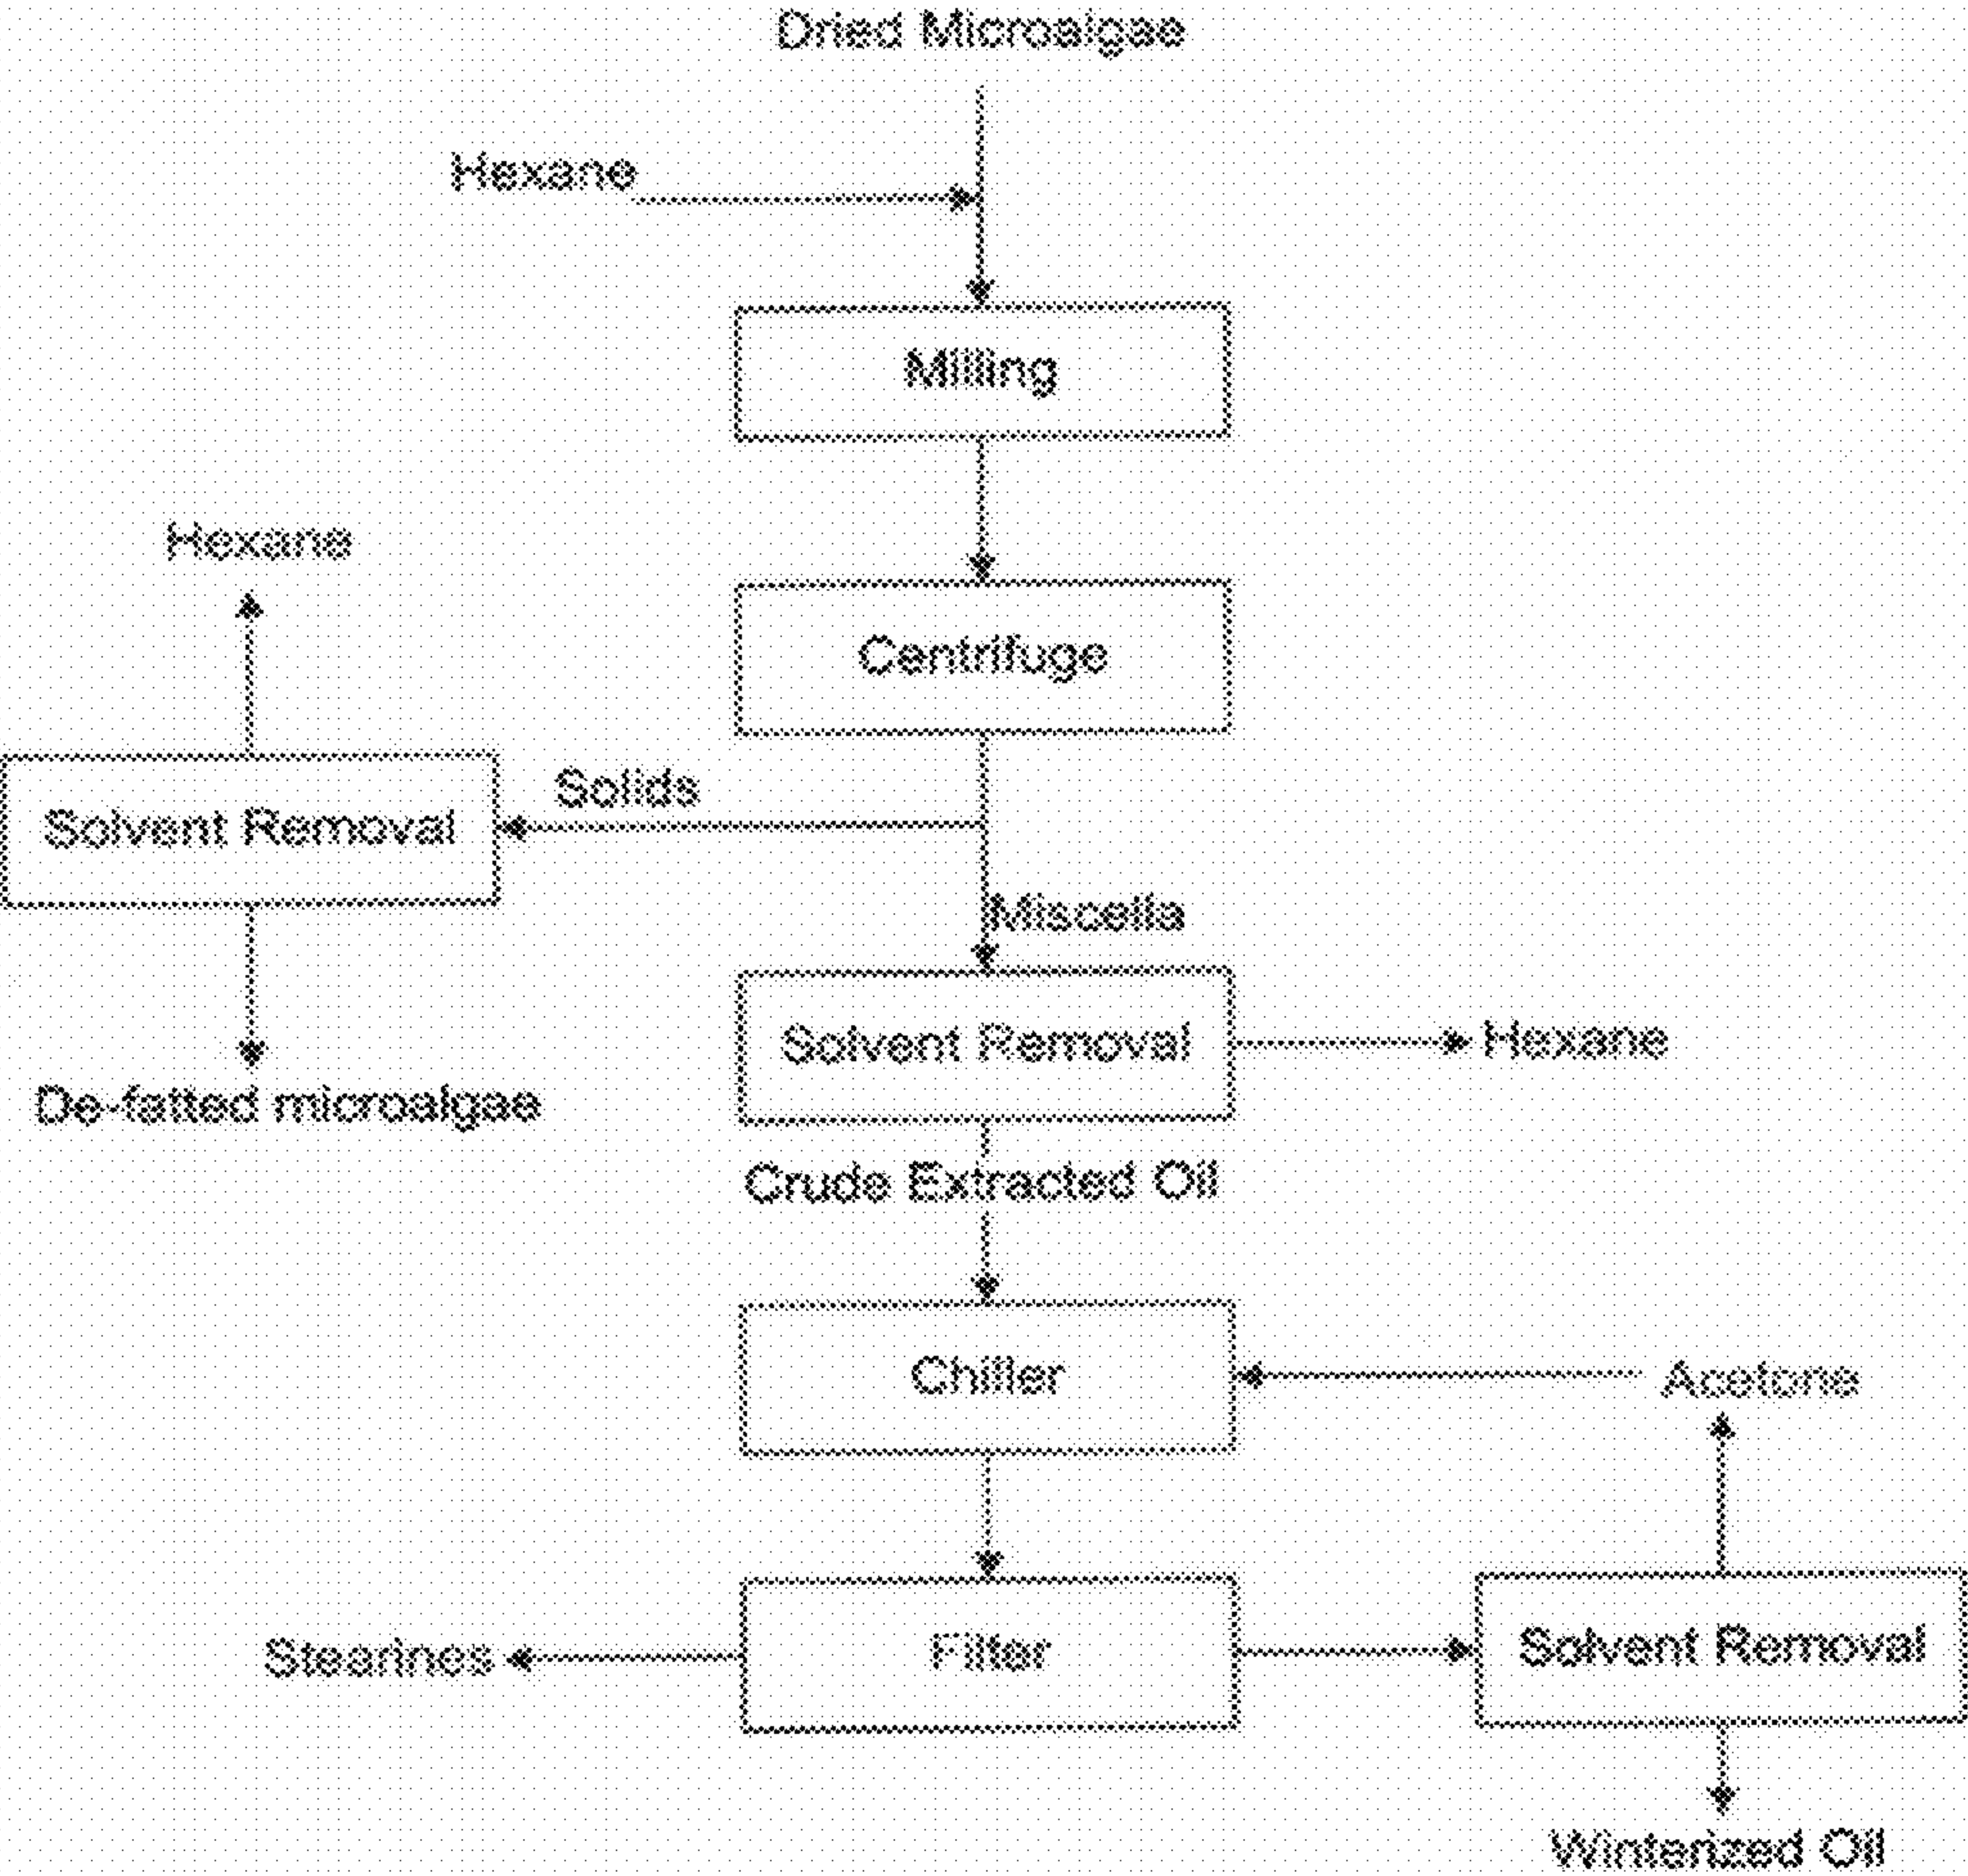 Dried Microalgae
Hexane
Milling
Hexane
Centrifuge
Solids
Solvent Removal
Miscella
Solvent Removal
Hexane
De-fatted microalgae
Crude Extracted Oil
Chiller
Acetone
Stearines
Filter
Solvent Removal
Winterized Oil